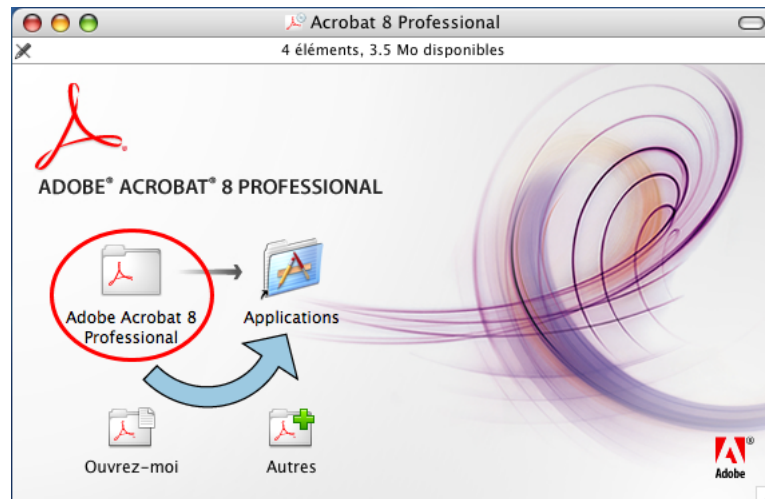 Acrobat 8 Professional
4 éléments, 3.5 Mo disponibles
ADOBE® ACROBAT® 8 PROFESSIONAL
Adobe Acrobat 8
Professional
Applications
Ouvrez-moi
Autres
Adobe